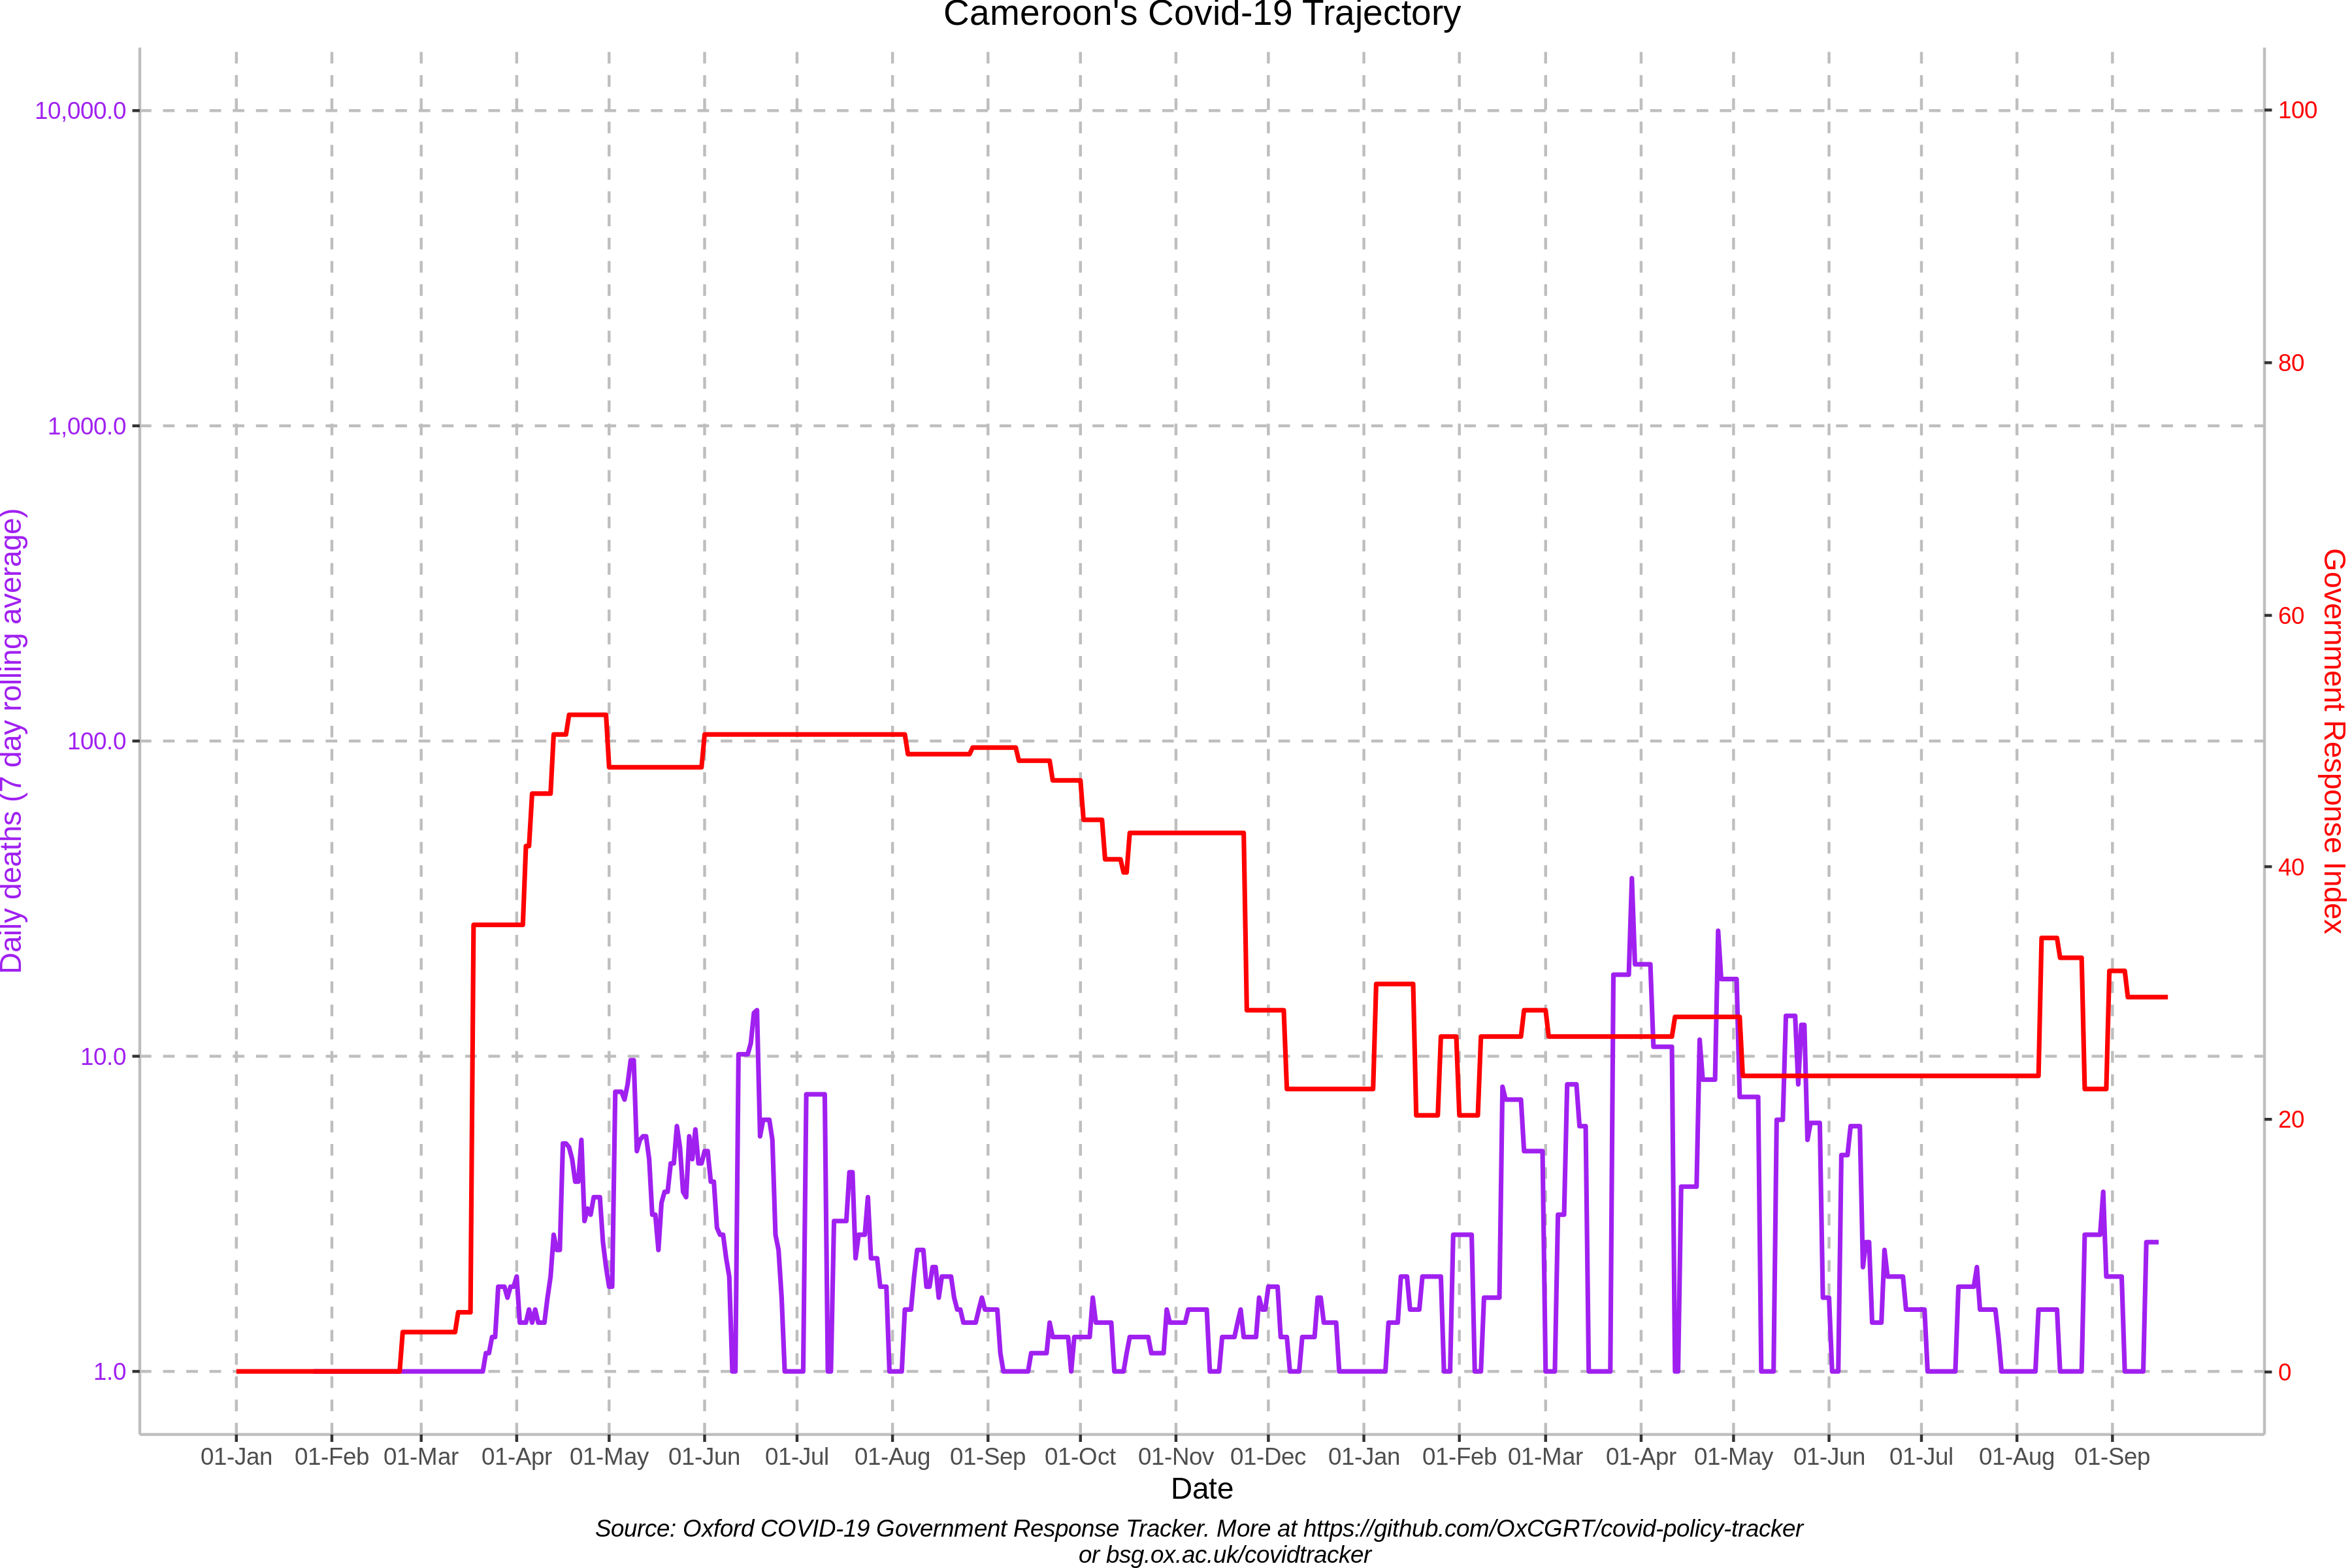 Cameroon's Covid-19 Trajectory
10,000.0
1,000.0
100.0
10.0
1.0
Daily deaths (7 day rolling average)
100
80
60
40
20
0
Government Response Index
01-Jan 01-Feb 01-Mar 01-Apr 01-May 01-Jun 01-Jul 01-Aug 01-Sep 01-Oct 01-Nov 01-Dec 01-Jan 01-Feb 01-Mar 01-Apr 01-May 01-Jun 01-Jul 01-Aug 01-Sep
Date
Source: Oxford COVID-19 Government Response Tracker. More at https://github.com/OxCGRT/covid-policy-tracker
or bsg.ox.ac.uk/covidtracker